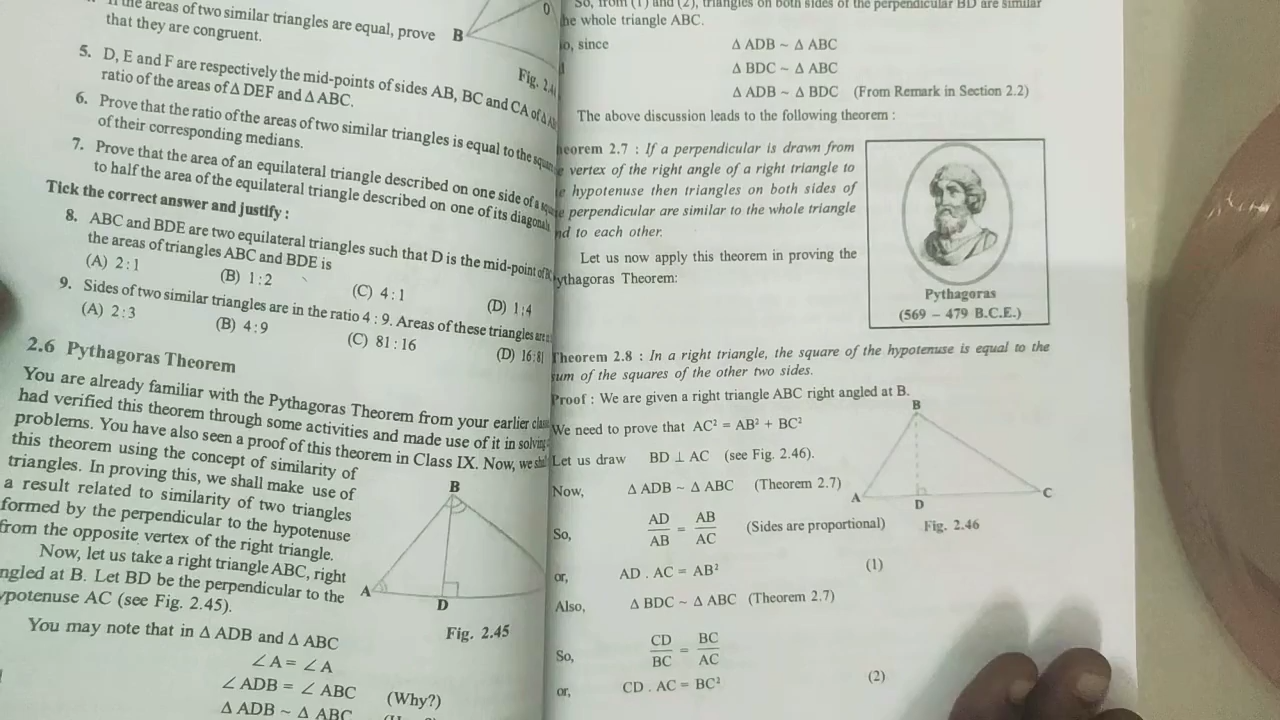 the areas of two similar triangles are equal, prove
that they are congruent.
B
O
Fig.
5. D, E and F are respectively the mid-points of sides AB, BC and CA of
ratio of the areas of Δ DEF and Δ ABC.
6. Prove that the ratio of the areas of two similar triangles is equal to the
of their corresponding medians.
7. Prove that the area of an equilateral triangle described on one side of a
to half the area of the equilateral triangle described on one of its
Tick the correct answer and justify :
8. ABC and BDE are two equilateral triangles such that D is the mid-point of
the areas of triangles ABC and BDE is
(A) 2 : 1 (B) 1 : 2 (C) 4 : 1 (D) 1 : 4
9. Sides of two similar triangles are in the ratio 4 : 9. Areas of these triangles are
(A) 2 : 3 (B) 4 : 9 (C) 81 : 16 (D) 16 : 81
2.6 Pythagoras Theorem
You are already familiar with the Pythagoras Theorem from your earlier
had verified this theorem through some activities and made use of it in solving
problems. You have also seen a proof of this theorem in Class IX. Now, we
this theorem using the concept of similarity of
triangles. In proving this, we shall make use of
a result related to similarity of two triangles
formed by the perpendicular to the hypotenuse
from the opposite vertex of the right triangle.
Now, let us take a right triangle ABC, right
ngled at B. Let BD be the perpendicular to the
ypotenuse AC (see Fig. 2.45).
B
A
D
Fig. 2.45
You may note that in Δ ADB and Δ ABC
∠ A = ∠ A
∠ ADB = ∠ ABC (Why?)
Δ ADB ~ Δ ABC
So, from (1) and (2), triangles on both sides of the perpendicular BD are similar
he whole triangle ABC.
o, since Δ ADB ~ Δ ABC
Δ BDC ~ Δ ABC
Δ ADB ~ Δ BDC (From Remark in Section 2.2)
The above discussion leads to the following theorem :
heorem 2.7 : If a perpendicular is drawn from
e vertex of the right angle of a right triangle to
e hypotenuse then triangles on both sides of
e perpendicular are similar to the whole triangle
nd to each other.
Let us now apply this theorem in proving the
ythagoras Theorem:
Pythagoras
(569 – 479 B.C.E.)
Theorem 2.8 : In a right triangle, the square of the hypotenuse is equal to the
sum of the squares of the other two sides.
Proof : We are given a right triangle ABC right angled at B.
We need to prove that AC² = AB² + BC²
Let us draw BD ⊥ AC (see Fig. 2.46).
Now, Δ ADB ~ Δ ABC (Theorem 2.7)
B
A
D
C
Fig. 2.46
So, AD/AB = AB/AC (Sides are proportional)
or, AD . AC = AB² (1)
Also, Δ BDC ~ Δ ABC (Theorem 2.7)
So, CD/BC = BC/AC
or, CD . AC = BC² (2)